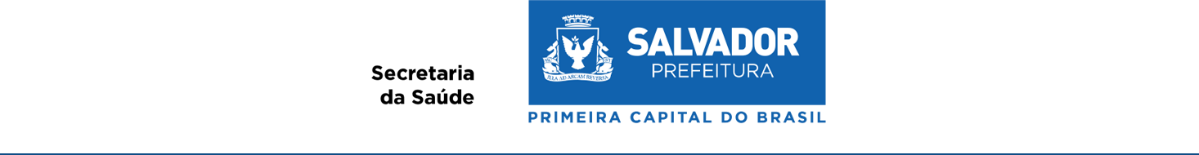 Secretaria
da Saúde
SALVADOR
PREFEITURA
PRIMEIRA CAPITAL DO BRASIL